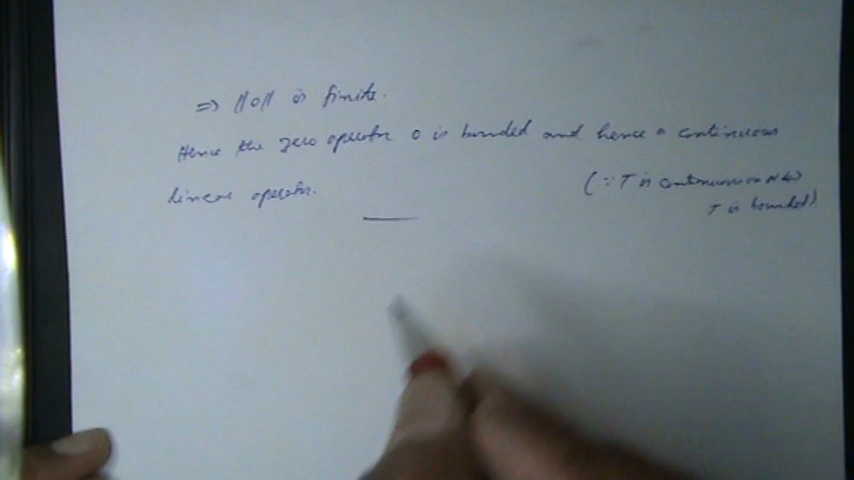 ⇒ ||0|| is finite.
Hence the zero operator 0 is bounded and hence a continuous
linear operator.
(∵ T is continuous on N ⇔
T is bounded)